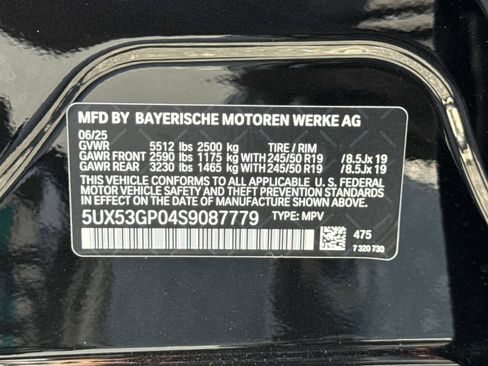 MFD BY BAYERISCHE MOTOREN WERKE AG
06/25
GVWR 5512 lbs 2500 kg TIRE / RIM
GAWR FRONT 2590 lbs 1175 kg WITH 245/50 R19 /8.5Jx 19
GAWR REAR 3230 lbs 1465 kg WITH 245/50 R19 /8.5Jx 19
THIS VEHICLE CONFORMS TO ALL APPLICABLE U.S. FEDERAL
MOTOR VEHICLE SAFETY AND THEFT PREVENTION STANDARDS
IN EFFECT ON THE DATE OF MANUFACTURE SHOWN ABOVE.
5UX53GP04S9087779 TYPE: MPV
475
7 320 730